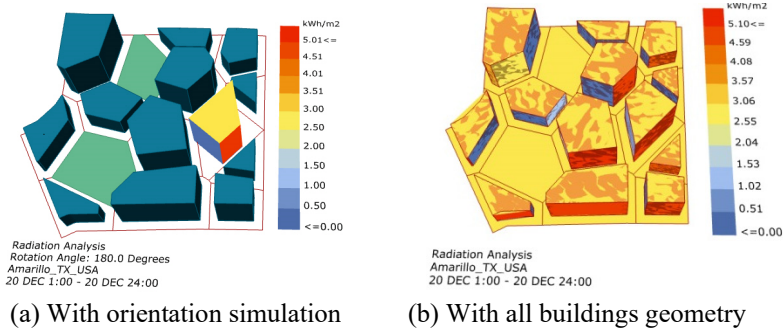 kWh/m2
5.01<=
4.51
4.01
3.51
3.00
2.50
2.00
1.50
1.00
0.50
<=0.00
Radiation Analysis
Rotation Angle: 180.0 Degrees
Amarillo_TX_USA
20 DEC 1:00 - 20 DEC 24:00
(a) With orientation simulation
kWh/m2
5.10<=
4.59
4.08
3.57
3.06
2.55
2.04
1.53
1.02
0.51
<=0.00
Radiation Analysis
Amarillo_TX_USA
20 DEC 1:00 - 20 DEC 24:00
(b) With all buildings geometry